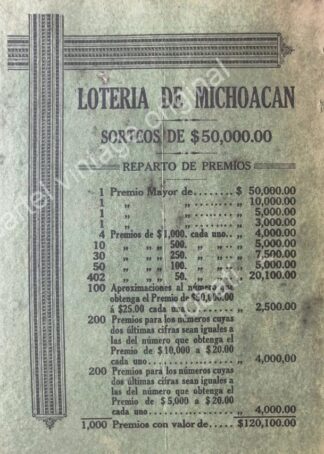 LOTERIA DE MICHOACAN
SORTEOS DE $50,000.00
REPARTO DE PREMIOS
1 Premio Mayor de........ $ 50,000.00
1 „ „ ........ „ 10,000.00
1 „ „ ........ „ 5,000.00
1 „ „ ........ „ 3,000.00
4 Premios de $1,000. cada uno.. „ 4,000.00
10 „ „ 500. „ „ .. „ 5,000.00
30 „ „ 250. „ „ .. „ 7,500.00
50 „ „ 100. „ „ .. „ 5,000.00
402 „ „ 50. „ „ .. „ 20,100.00
100 Aproximaciones al número que
obtenga el Premio de $50,000.00
á $25.00 cada uno........ „ 2,500.00
200 Premios para los números cuyas
dos últimas cifras sean iguales a
las del número que obtenga el
Premio de $10,000 a $20.00
cada uno................ „ 4,000,00
200 Premios para los números cuyas
dos últimas cifras sean iguales a
las del número que obtenga el
Premio de $5,000 a $20.00
cada uno................ „ 4,000.00
1,000 Premios con valor de..... $120,100.00
vintage original